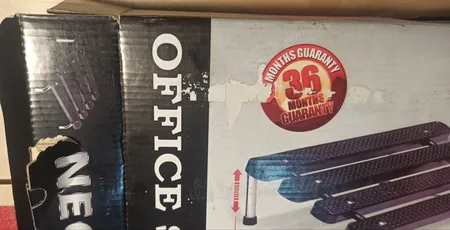 OFFICE S
NEO
MONTHS GUARANTY
36
MONTHS
GUARANTY